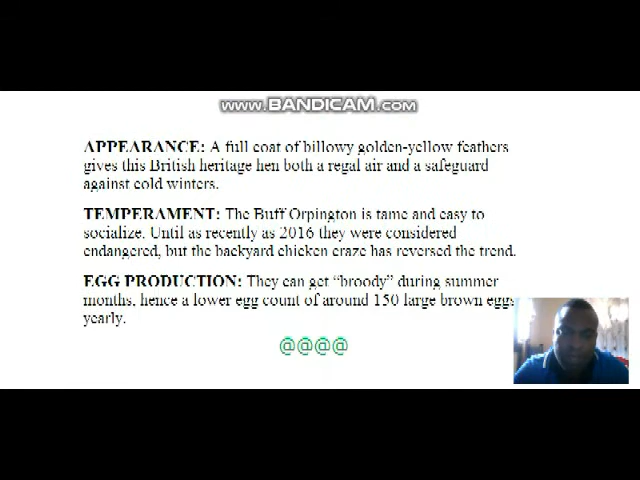 WWW.BANDICAM.COM
APPEARANCE: A full coat of billowy golden-yellow feathers
gives this British heritage hen both a regal air and a safeguard
against cold winters.
TEMPERAMENT: The Buff Orpington is tame and easy to
socialize. Until as recently as 2016 they were considered
endangered, but the backyard chicken craze has reversed the trend.
EGG PRODUCTION: They can get “broody” during summer
months, hence a lower egg count of around 150 large brown eggs
yearly.
@@@@